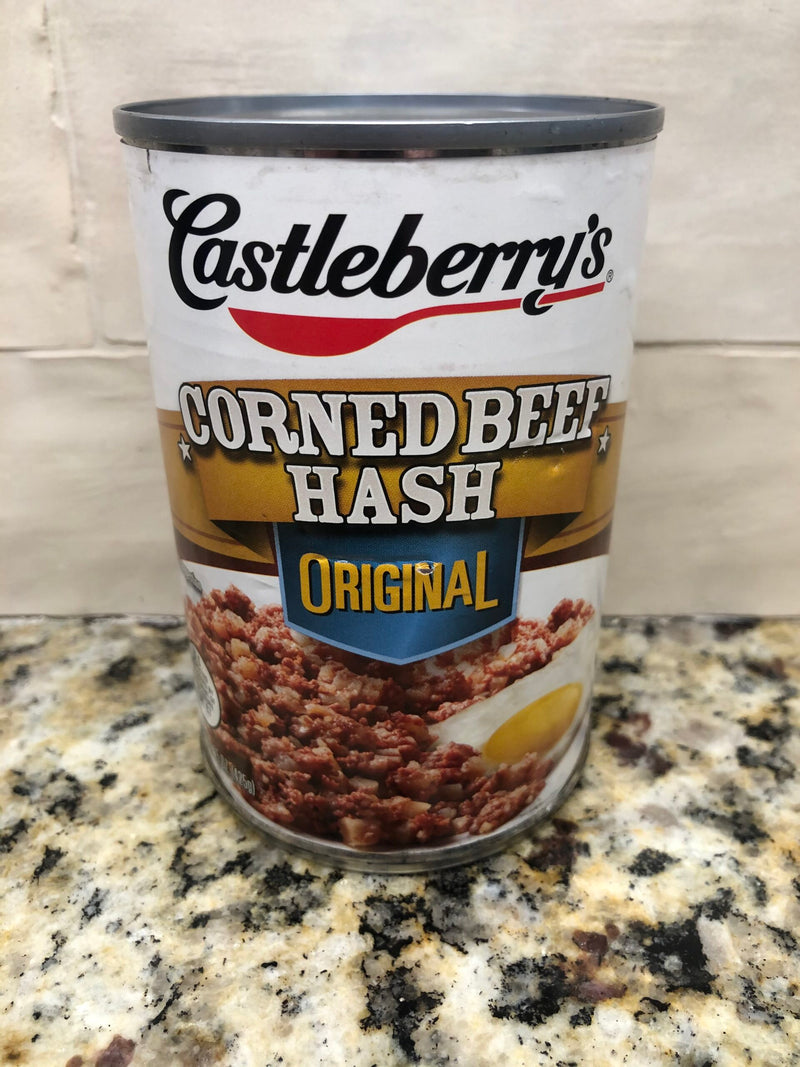 Castleberry's®
CORNED BEEF
HASH
ORIGINAL